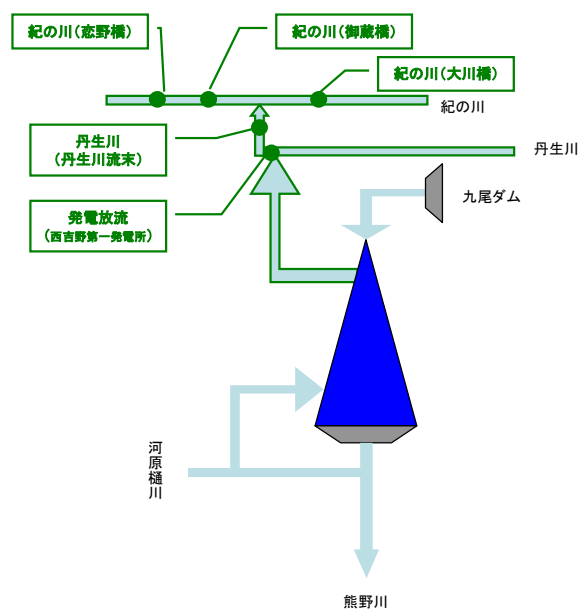 紀の川（恋野橋）
紀の川（御蔵橋）
紀の川（大川橋）
紀の川
丹生川
（丹生川流末）
丹生川
九尾ダム
発電放流
（西吉野第一発電所）
河原樋川
熊野川